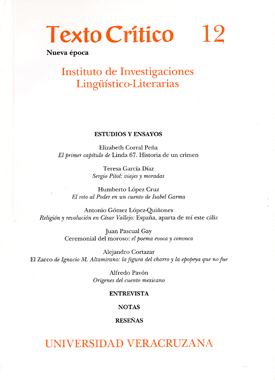 Texto Crítico 12
Nueva época
Instituto de Investigaciones
Lingüístico-Literarias
ESTUDIOS Y ENSAYOS
Elizabeth Corral Peña
El primer capítulo de Linda 67. Historia de un crimen
Teresa García Díaz
Sergio Pitol: viajes y moradas
Humberto López Cruz
El veto al Poder en un cuento de Isabel Garma
Antonio Gómez López-Quiñones
Religión y revolución en César Vallejo: España, aparta de mí este cáliz
Juan Pascual Gay
Ceremonial del moroso: el poema evoca y convoca
Alejandro Cortazar
El Zarco de Ignacio M. Altamirano: la figura del charro y la epopeya que no fue
Alfredo Pavón
Orígenes del cuento mexicano
ENTREVISTA
NOTAS
RESEÑAS
UNIVERSIDAD VERACRUZANA